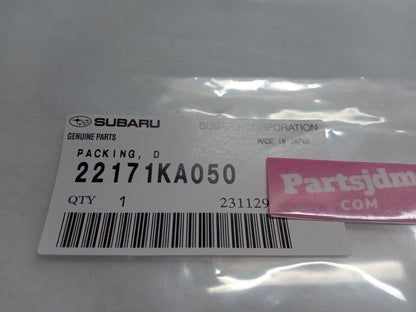 SUBARU SUBARU CORPORATION
GENUINE PARTS MADE IN JAPAN
PACKING, D
22171KA050
QTY 1 231129
Partsjdm
COM